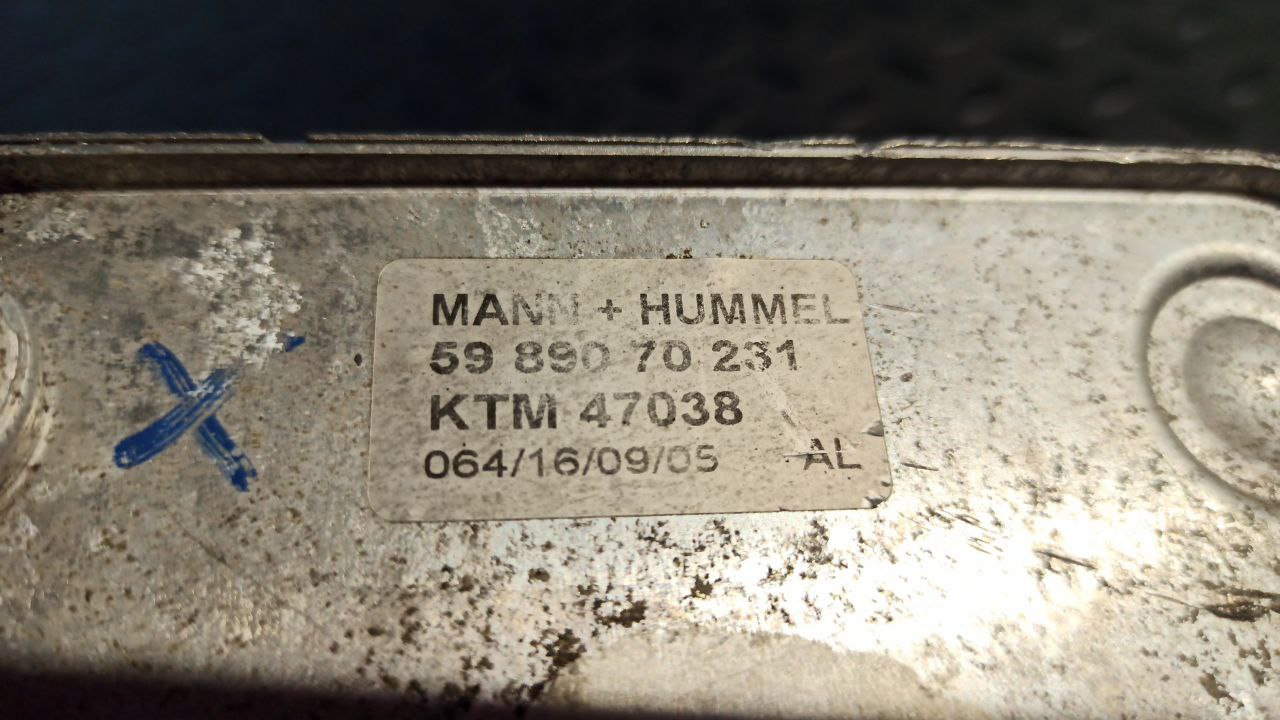 MANN + HUMMEL
59 890 70 231
KTM 47038
064/16/09/05 AL